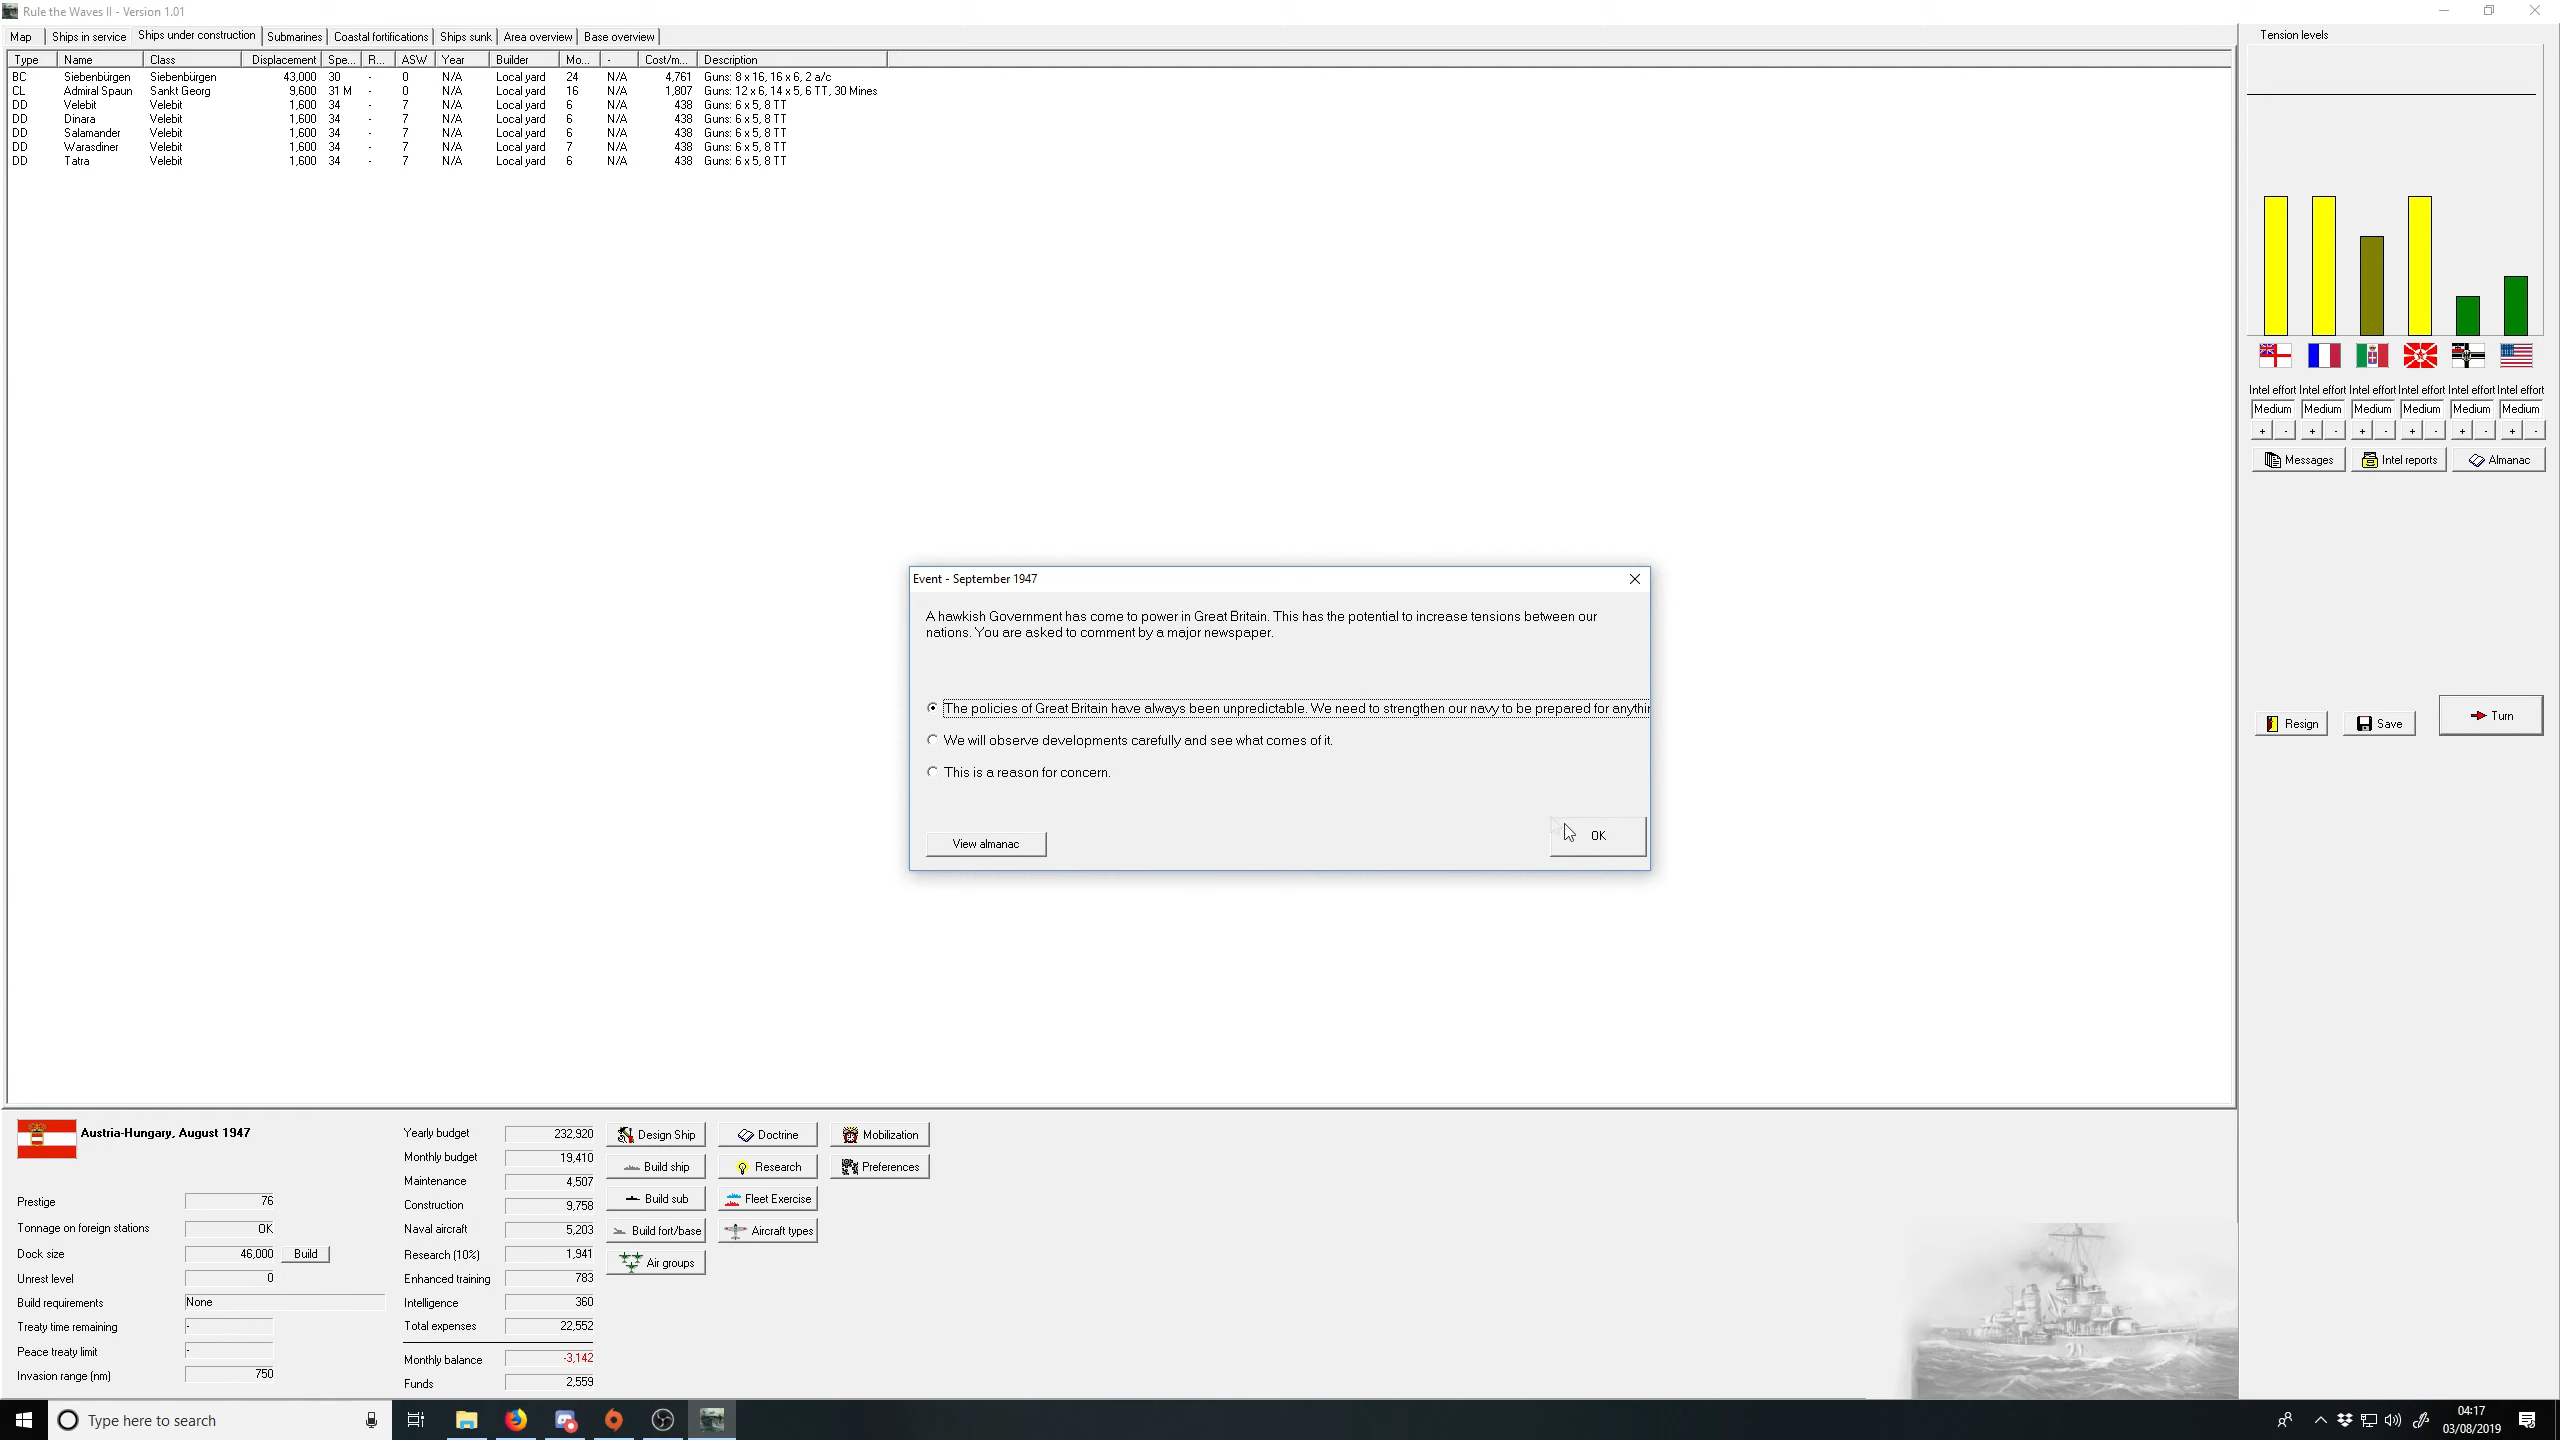 Rule the Waves II - Version 1.01
Map Ships in service Ships under construction Submarines Coastal fortifications Ships sunk Area overview Base overview
Type Name Class Displacement Spe... R... - ASW Year Builder Mo... - Cost/m... Description
BC Siebenbürgen Siebenbürgen 43,000 30 - 0 N/A Local yard 24 N/A 4,761 Guns: 8 x 16, 16 x 6, 2 a/c
CL Admiral Spaun Sankt Georg 9,600 31 M - 0 N/A Local yard 16 N/A 1,807 Guns: 12 x 6, 14 x 5, 6 TT, 30 Mines
DD Velebit Velebit 1,600 34 - 7 N/A Local yard 6 N/A 438 Guns: 6 x 5, 8 TT
DD Dinara Velebit 1,600 34 - 7 N/A Local yard 6 N/A 438 Guns: 6 x 5, 8 TT
DD Salamander Velebit 1,600 34 - 7 N/A Local yard 6 N/A 438 Guns: 6 x 5, 8 TT
DD Warasdiner Velebit 1,600 34 - 7 N/A Local yard 7 N/A 438 Guns: 6 x 5, 8 TT
DD Tatra Velebit 1,600 34 - 7 N/A Local yard 6 N/A 438 Guns: 6 x 5, 8 TT
Tension levels
Intel effort Intel effort Intel effort Intel effort Intel effort Intel effort
Medium Medium Medium Medium Medium Medium
+ - + - + - + - + - + -
Messages Intel reports Almanac
Resign Save Turn
Event - September 1947
A hawkish Government has come to power in Great Britain. This has the potential to increase tensions between our
nations. You are asked to comment by a major newspaper.
The policies of Great Britain have always been unpredictable. We need to strengthen our navy to be prepared for anythin
We will observe developments carefully and see what comes of it.
This is a reason for concern.
View almanac OK
Austria-Hungary, August 1947
Prestige 76
Tonnage on foreign stations OK
Dock size 46,000 Build
Unrest level 0
Build requirements None
Treaty time remaining -
Peace treaty limit -
Invasion range (nm) 750
Yearly budget 232,920
Monthly budget 19,410
Maintenance 4,507
Construction 9,758
Naval aircraft 5,203
Research (10%) 1,941
Enhanced training 783
Intelligence 360
Total expenses 22,552
Monthly balance -3,142
Funds 2,559
Design Ship Doctrine Mobilization
Build ship Research Preferences
Build sub Fleet Exercise
Build fort/base Aircraft types
Air groups
Type here to search
04:17
03/08/2019